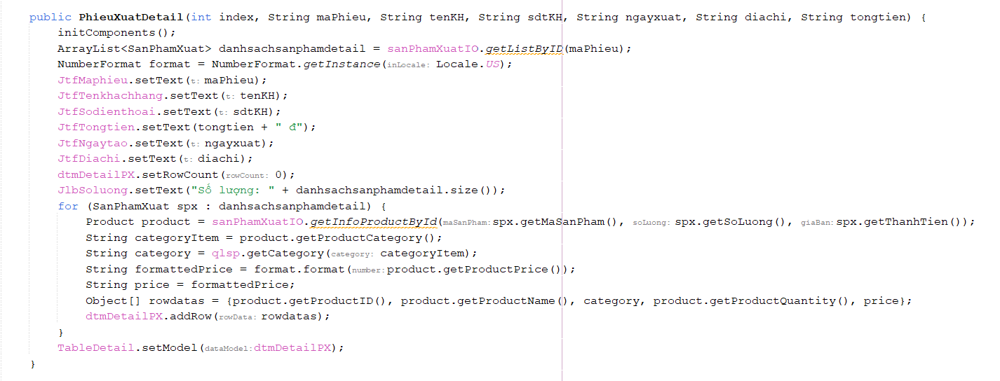 public PhieuXuatDetail(int index, String maPhieu, String tenKH, String sdtKH, String ngayxuat, String diachi, String tongtien) {
initComponents();
ArrayList<SanPhamXuat> danhsachsanphamdetail = sanPhamXuatIO.getListByID(maPhieu);
NumberFormat format = NumberFormat.getInstance(inLocale: Locale.US);
JtfMaphieu.setText(t: maPhieu);
JtfTenkhachhang.setText(t: tenKH);
JtfSodienthoai.setText(t: sdtKH);
JtfTongtien.setText(tongtien + " đ");
JtfNgaytao.setText(t: ngayxuat);
JtfDiachi.setText(t: diachi);
dtmDetailPX.setRowCount(rowCount: 0);
JlbSoluong.setText("Số lượng: " + danhsachsanphamdetail.size());
for (SanPhamXuat spx : danhsachsanphamdetail) {
Product product = sanPhamXuatIO.getInfoProductById(maSanPham: spx.getMaSanPham(), soLuong: spx.getSoLuong(), giaBan: spx.getThanhTien());
String categoryItem = product.getProductCategory();
String category = qlsp.getCategory(category: categoryItem);
String formattedPrice = format.format(number: product.getProductPrice());
String price = formattedPrice;
Object[] rowdatas = {product.getProductID(), product.getProductName(), category, product.getProductQuantity(), price};
dtmDetailPX.addRow(rowData: rowdatas);
}
TableDetail.setModel(dataModel: dtmDetailPX);
}